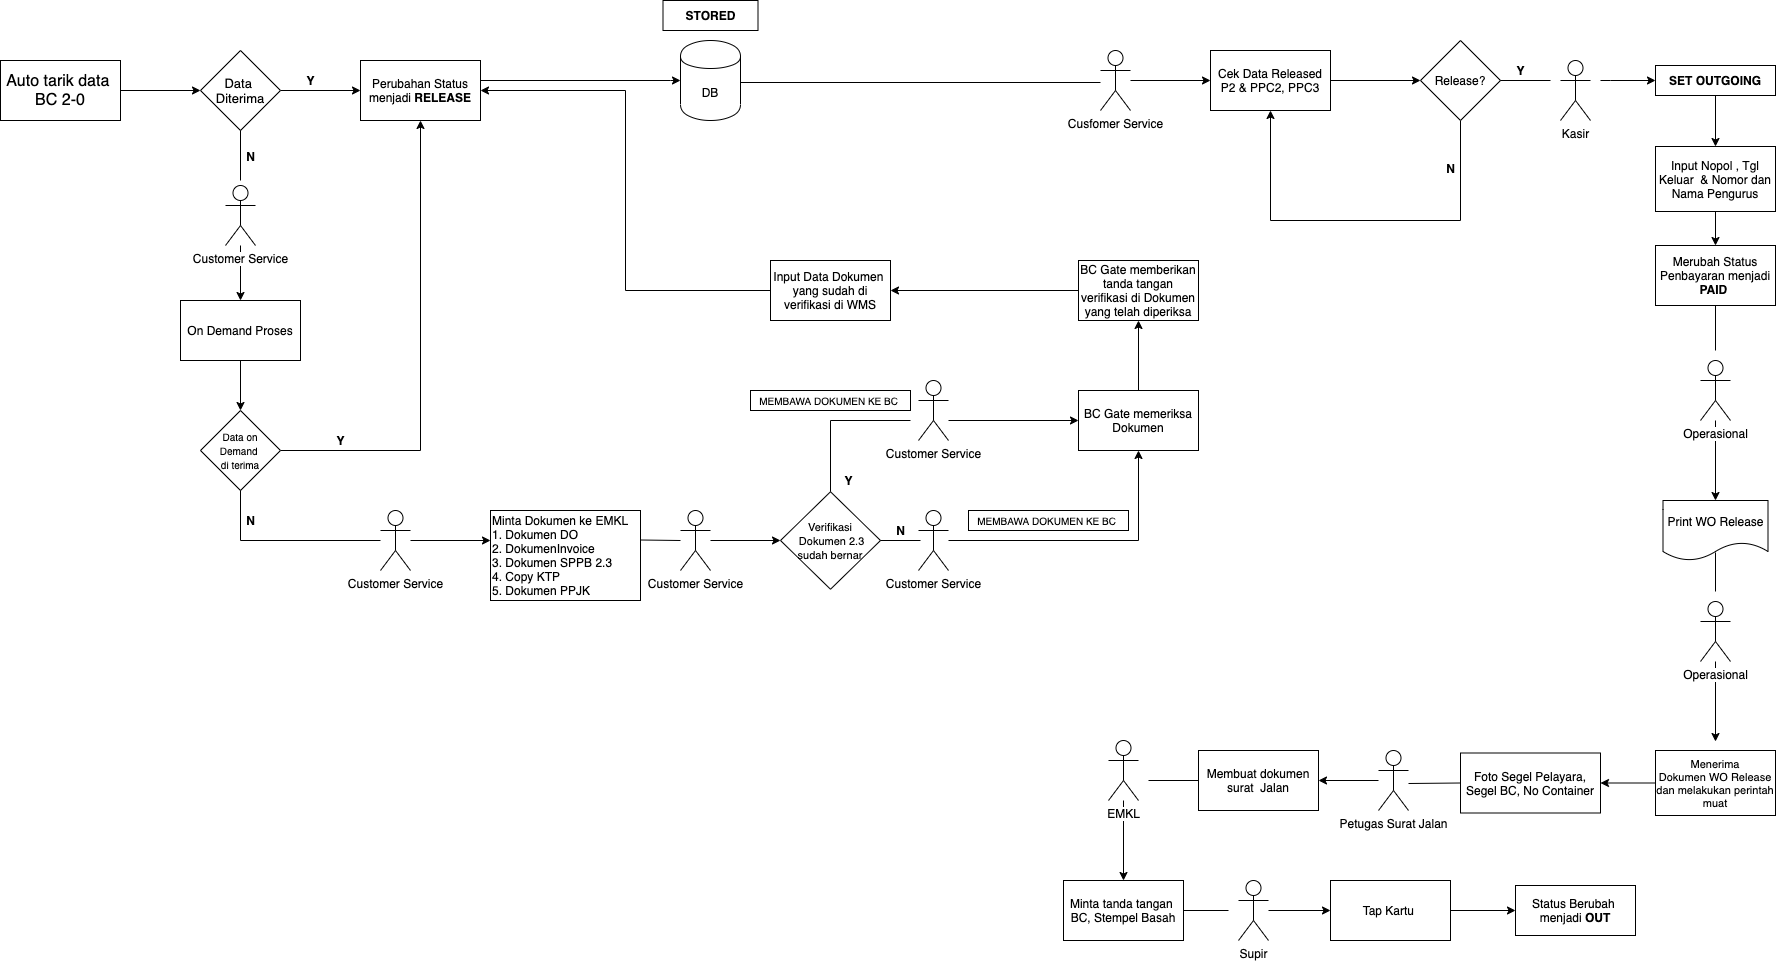 STORED
Auto tarik data
BC 2-0
Data
Diterima
Y
Perubahan Status
menjadi RELEASE
DB
Cusfomer Service
Cek Data Released
P2 & PPC2, PPC3
Release?
Y
Kasir
SET OUTGOING
N
Customer Service
N
Input Nopol , Tgl
Keluar & Nomor dan
Nama Pengurus
Merubah Status
Penbayaran menjadi
PAID
Input Data Dokumen
yang sudah di
verifikasi di WMS
BC Gate memberikan
tanda tangan
verifikasi di Dokumen
yang telah diperiksa
On Demand Proses
MEMBAWA DOKUMEN KE BC
Customer Service
BC Gate memeriksa
Dokumen
Operasional
Data on
Demand
di terima
Y
Y
N
Customer Service
Minta Dokumen ke EMKL
1. Dokumen DO
2. DokumenInvoice
3. Dokumen SPPB 2.3
4. Copy KTP
5. Dokumen PPJK
Customer Service
Verifikasi
Dokumen 2.3
sudah bernar
N
Customer Service
MEMBAWA DOKUMEN KE BC
Print WO Release
Operasional
EMKL
Membuat dokumen
surat Jalan
Petugas Surat Jalan
Foto Segel Pelayara,
Segel BC, No Container
Menerima
Dokumen WO Release
dan melakukan perintah
muat
Minta tanda tangan
BC, Stempel Basah
Supir
Tap Kartu
Status Berubah
menjadi OUT